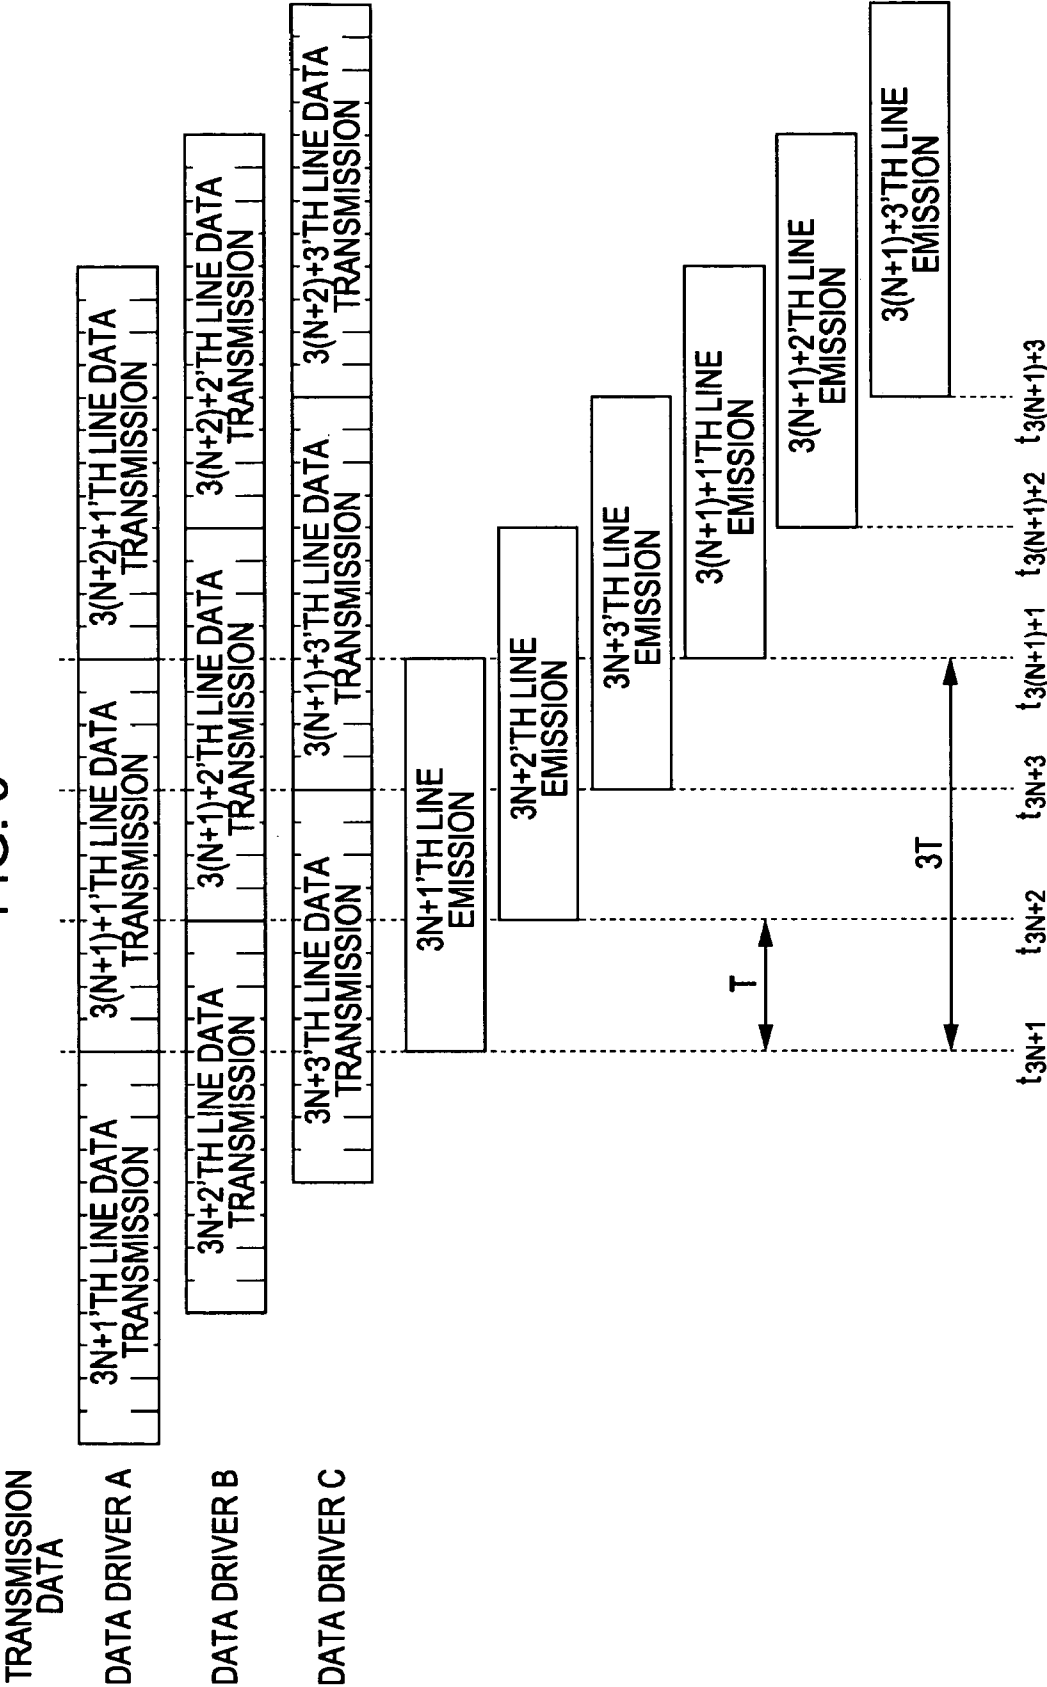 TRANSMISSION
DATA
DATA DRIVER A
3N+1'TH LINE DATA
TRANSMISSION
3(N+1)+1'TH LINE DATA
TRANSMISSION
3(N+2)+1'TH LINE DATA
TRANSMISSION
DATA DRIVER B
3N+2'TH LINE DATA
TRANSMISSION
3(N+1)+2'TH LINE DATA
TRANSMISSION
3(N+2)+2'TH LINE DATA
TRANSMISSION
DATA DRIVER C
3N+3'TH LINE DATA
TRANSMISSION
3(N+1)+3'TH LINE DATA
TRANSMISSION
3(N+2)+3'TH LINE DATA
TRANSMISSION
3N+1'TH LINE
EMISSION
3N+2'TH LINE
EMISSION
3N+3'TH LINE
EMISSION
3(N+1)+1'TH LINE
EMISSION
3(N+1)+2'TH LINE
EMISSION
3(N+1)+3'TH LINE
EMISSION
T
3T
t3N+1
t3N+2
t3N+3
t3(N+1)+1
t3(N+1)+2
t3(N+1)+3